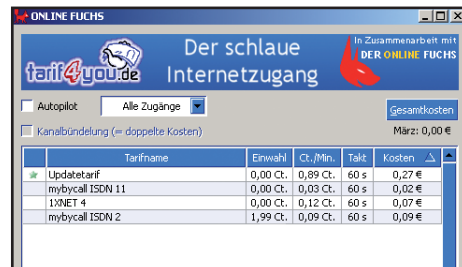 ONLINE FUCHS
tarif4you.de
Der schlaue
Internetzugang
In Zusammenarbeit mit
DER ONLINE FUCHS
Autopilot Alle Zugänge Gesamtkosten
Kanalbündelung (= doppelte Kosten) März: 0,00 €
Tarifname Einwahl Ct./Min. Takt Kosten
Updatetarif 0,00 Ct. 0,89 Ct. 60 s 0,27 €
mybycall ISDN 11 0,00 Ct. 0,03 Ct. 60 s 0,02 €
1XNET 4 0,00 Ct. 0,12 Ct. 60 s 0,07 €
mybycall ISDN 2 1,99 Ct. 0,09 Ct. 60 s 0,09 €